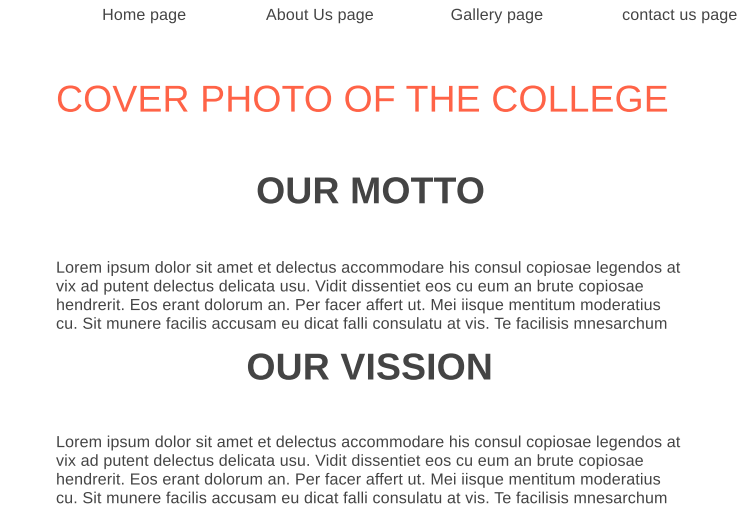 Home page About Us page Gallery page contact us page
COVER PHOTO OF THE COLLEGE
OUR MOTTO
Lorem ipsum dolor sit amet et delectus accommodare his consul copiosae legendos at
vix ad putent delectus delicata usu. Vidit dissentiet eos cu eum an brute copiosae
hendrerit. Eos erant dolorum an. Per facer affert ut. Mei iisque mentitum moderatius
cu. Sit munere facilis accusam eu dicat falli consulatu at vis. Te facilisis mnesarchum
OUR VISSION
Lorem ipsum dolor sit amet et delectus accommodare his consul copiosae legendos at
vix ad putent delectus delicata usu. Vidit dissentiet eos cu eum an brute copiosae
hendrerit. Eos erant dolorum an. Per facer affert ut. Mei iisque mentitum moderatius
cu. Sit munere facilis accusam eu dicat falli consulatu at vis. Te facilisis mnesarchum